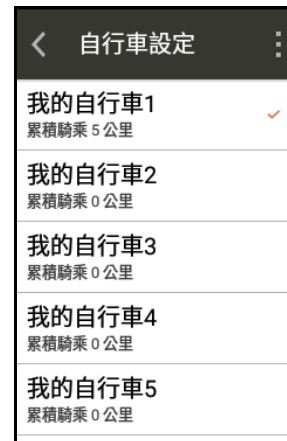 自行車設定
我的自行車1
累積騎乘 5 公里
我的自行車2
累積騎乘 0 公里
我的自行車3
累積騎乘 0 公里
我的自行車4
累積騎乘 0 公里
我的自行車5
累積騎乘 0 公里